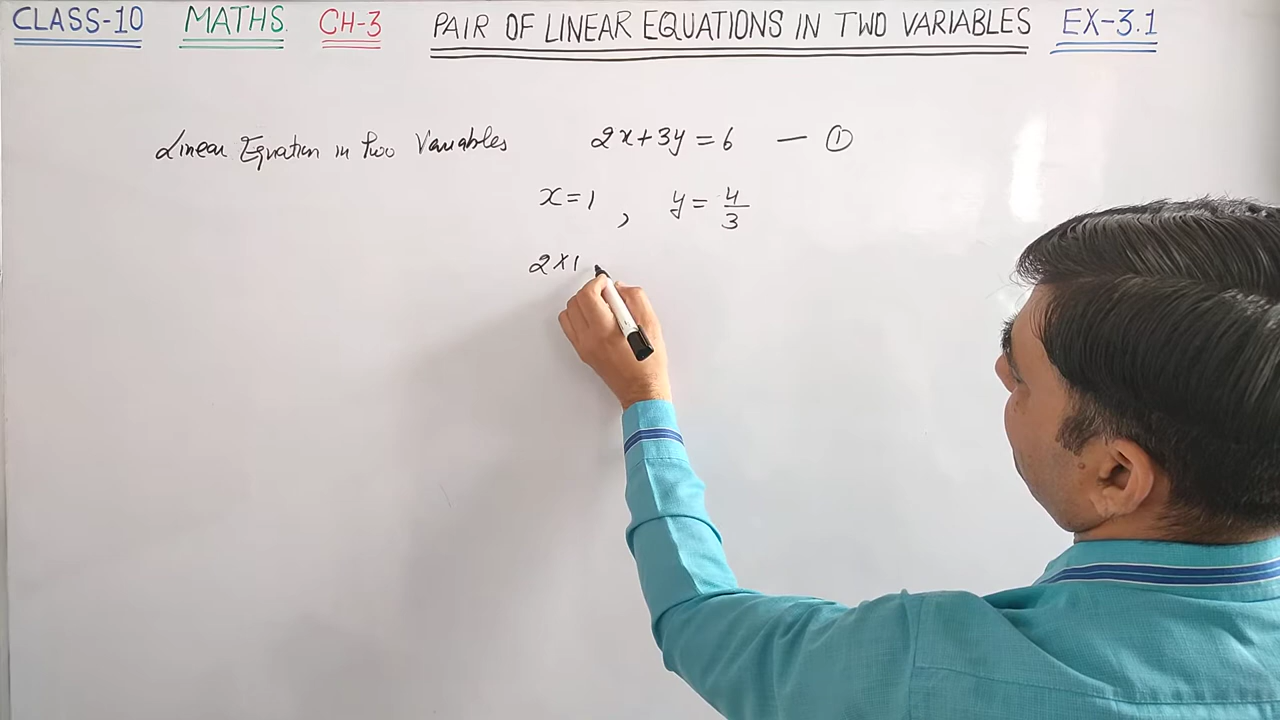 CLASS-10 MATHS. CH-3 PAIR OF LINEAR EQUATIONS IN TWO VARIABLES EX-3.1
Linear Equation in two Variables 2x+3y=6 — ①
x=1 , y=4/3
2×1